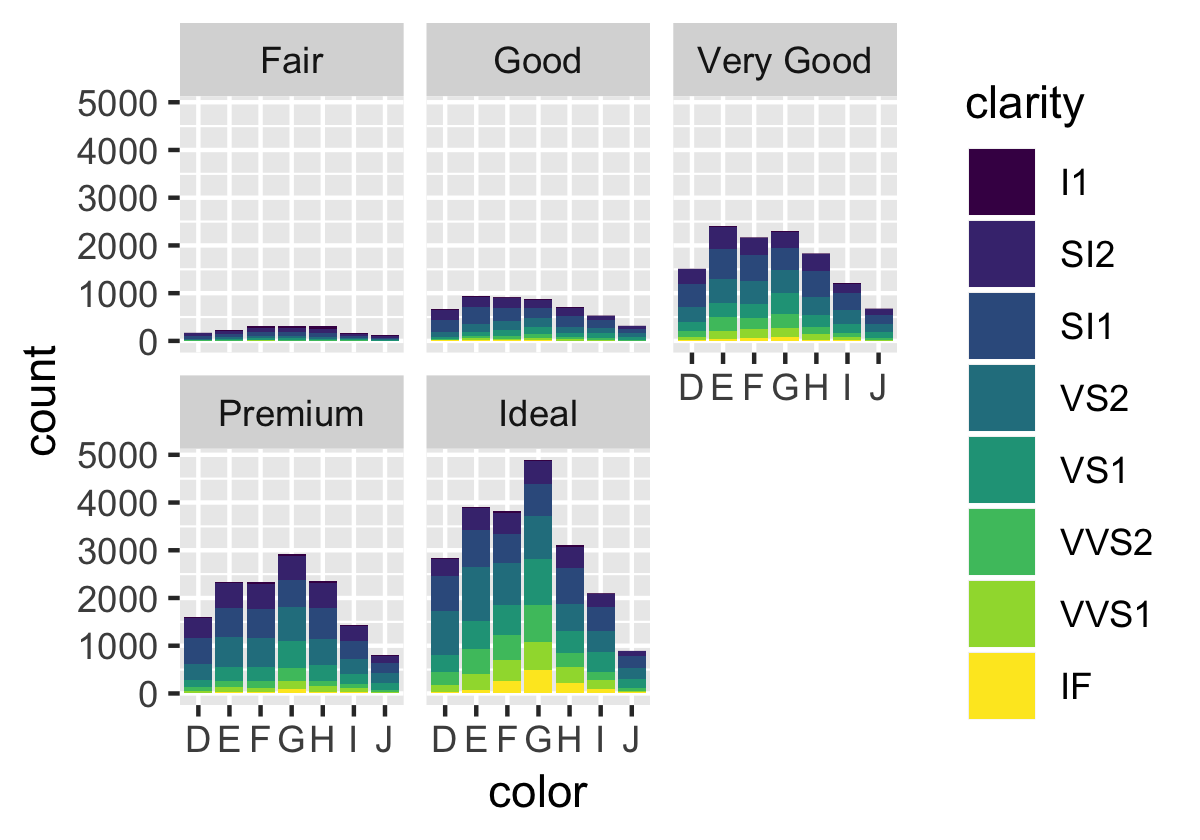 Fair Good Very Good
5000
4000
3000
2000
1000
0
D E F G H I J
Premium Ideal
5000
4000
3000
2000
1000
0
D E F G H I J D E F G H I J
count
color
clarity
I1
SI2
SI1
VS2
VS1
VVS2
VVS1
IF